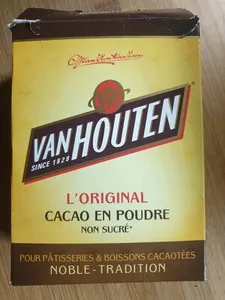 VAN HOUTEN
SINCE 1828
L'ORIGINAL
CACAO EN POUDRE
NON SUCRÉ*
POUR PÂTISSERIES & BOISSONS CACAOTÉES
NOBLE-TRADITION